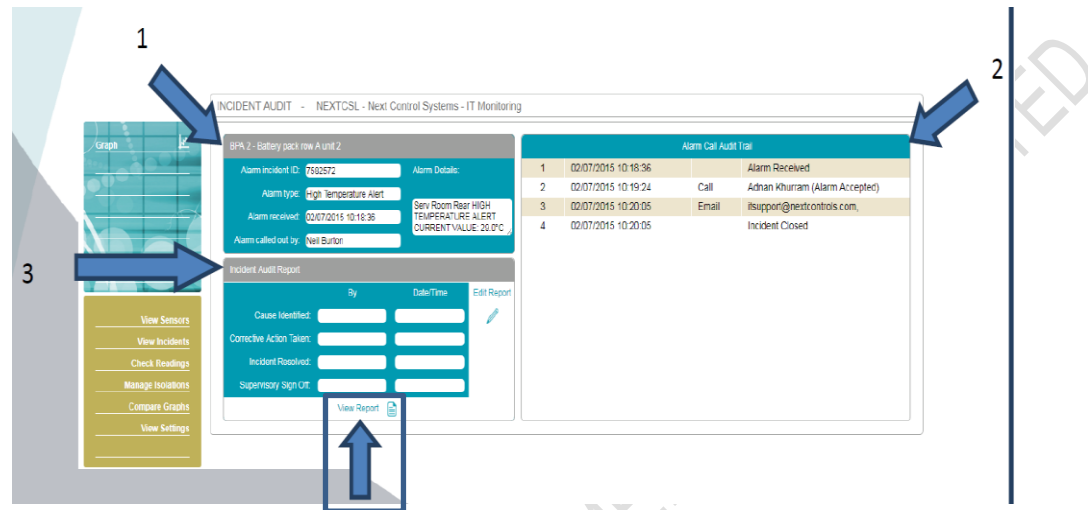 1
2
3
TED
INCIDENT AUDIT - NEXTCSL - Next Control Systems - IT Monitoring
Graph
BPA 2 - Battery pack row A unit 2
Alarm incident ID: 7592572 Alarm Details:
Alarm type: High Temperature Alert
Alarm received: 02/07/2015 10:18:36
Alarm called out by: Neil Burton
Serv Room Rear HIGH
TEMPERATURE ALERT
CURRENT VALUE: 29.0°C
Alarm Call Audit Trail
1 02/07/2015 10:18:36 Alarm Received
2 02/07/2015 10:19:24 Call Adnan Khurram (Alarm Accepted)
3 02/07/2015 10:20:05 Email itsupport@nextcontrols.com,
4 02/07/2015 10:20:05 Incident Closed
Incident Audit Report
By Date/Time Edit Report
Cause Identified:
Corrective Action Taken:
Incident Resolved:
Supervisory Sign Off:
View Report
View Sensors
View Incidents
Check Readings
Manage Isolations
Compare Graphs
View Settings